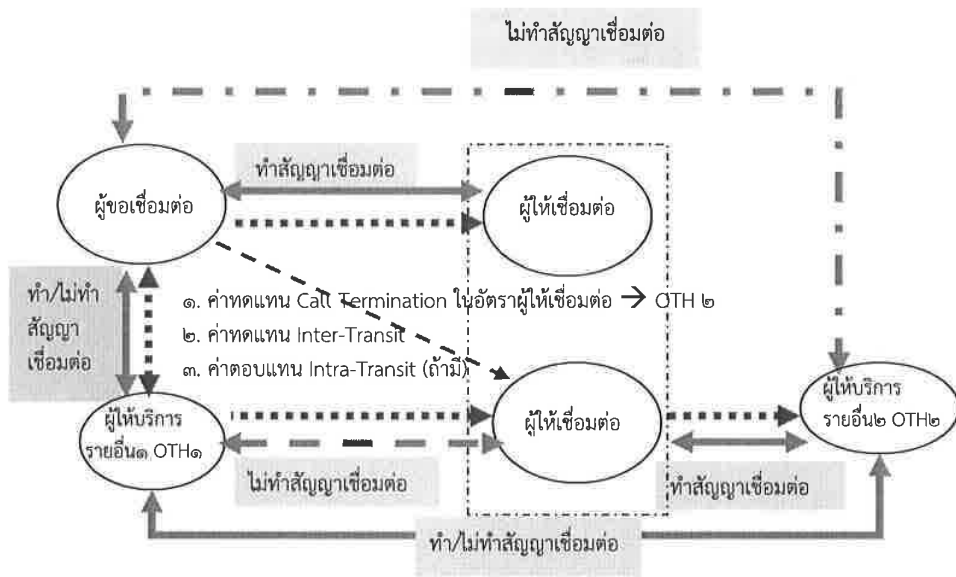 ไม่ทำสัญญาเชื่อมต่อ
ทำสัญญาเชื่อมต่อ
ผู้ขอเชื่อมต่อ
ผู้ให้เชื่อมต่อ
ทำ/ไม่ทำ
สัญญา
เชื่อมต่อ
๑. ค่าทดแทน Call Termination ในอัตราผู้ให้เชื่อมต่อ → OTH ๒
๒. ค่าทดแทน Inter-Transit
๓. ค่าตอบแทน Intra-Transit (ถ้ามี)
ผู้ให้บริการ
รายอื่น๑ OTH๑
ผู้ให้เชื่อมต่อ
ผู้ให้บริการ
รายอื่น๒ OTH๒
ไม่ทำสัญญาเชื่อมต่อ
ทำสัญญาเชื่อมต่อ
ทำ/ไม่ทำสัญญาเชื่อมต่อ